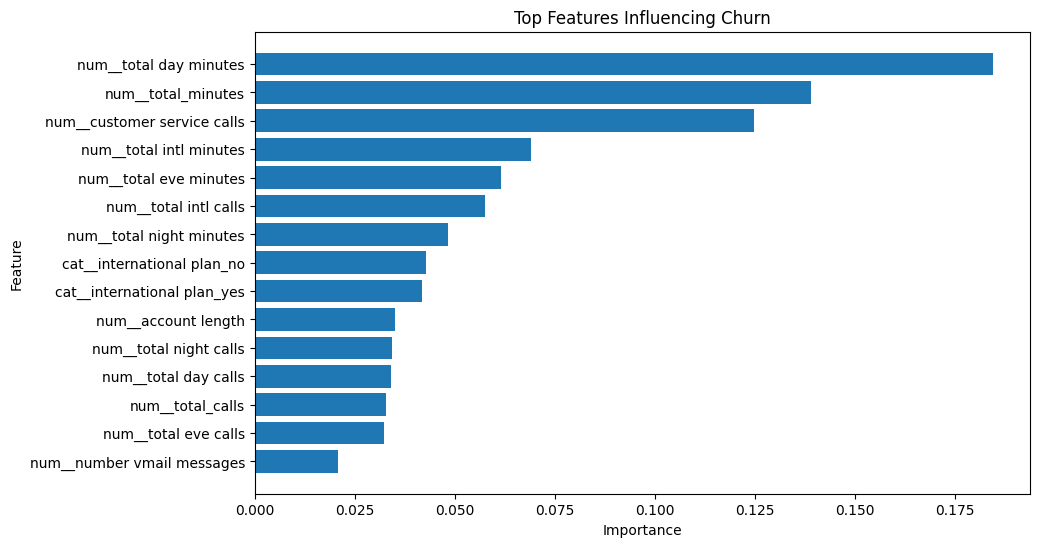 Top Features Influencing Churn
Feature
num__total day minutes
num__total_minutes
num__customer service calls
num__total intl minutes
num__total eve minutes
num__total intl calls
num__total night minutes
cat__international plan_no
cat__international plan_yes
num__account length
num__total night calls
num__total day calls
num__total_calls
num__total eve calls
num__number vmail messages
0.000 0.025 0.050 0.075 0.100 0.125 0.150 0.175
Importance